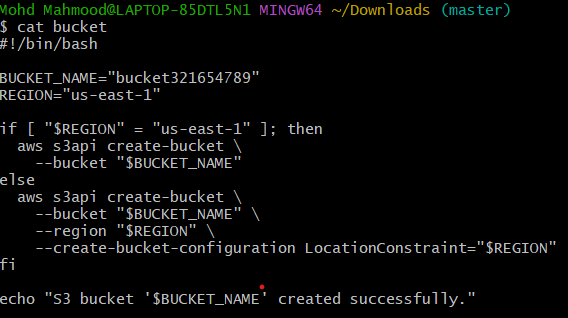 Mohd Mahmood@LAPTOP-85DTL5N1 MINGW64 ~/Downloads (master)
$ cat bucket
#!/bin/bash

BUCKET_NAME="bucket321654789"
REGION="us-east-1"

if [ "$REGION" = "us-east-1" ]; then
  aws s3api create-bucket \
    --bucket "$BUCKET_NAME"
else
  aws s3api create-bucket \
    --bucket "$BUCKET_NAME" \
    --region "$REGION" \
    --create-bucket-configuration LocationConstraint="$REGION"
fi

echo "S3 bucket '$BUCKET_NAME' created successfully."